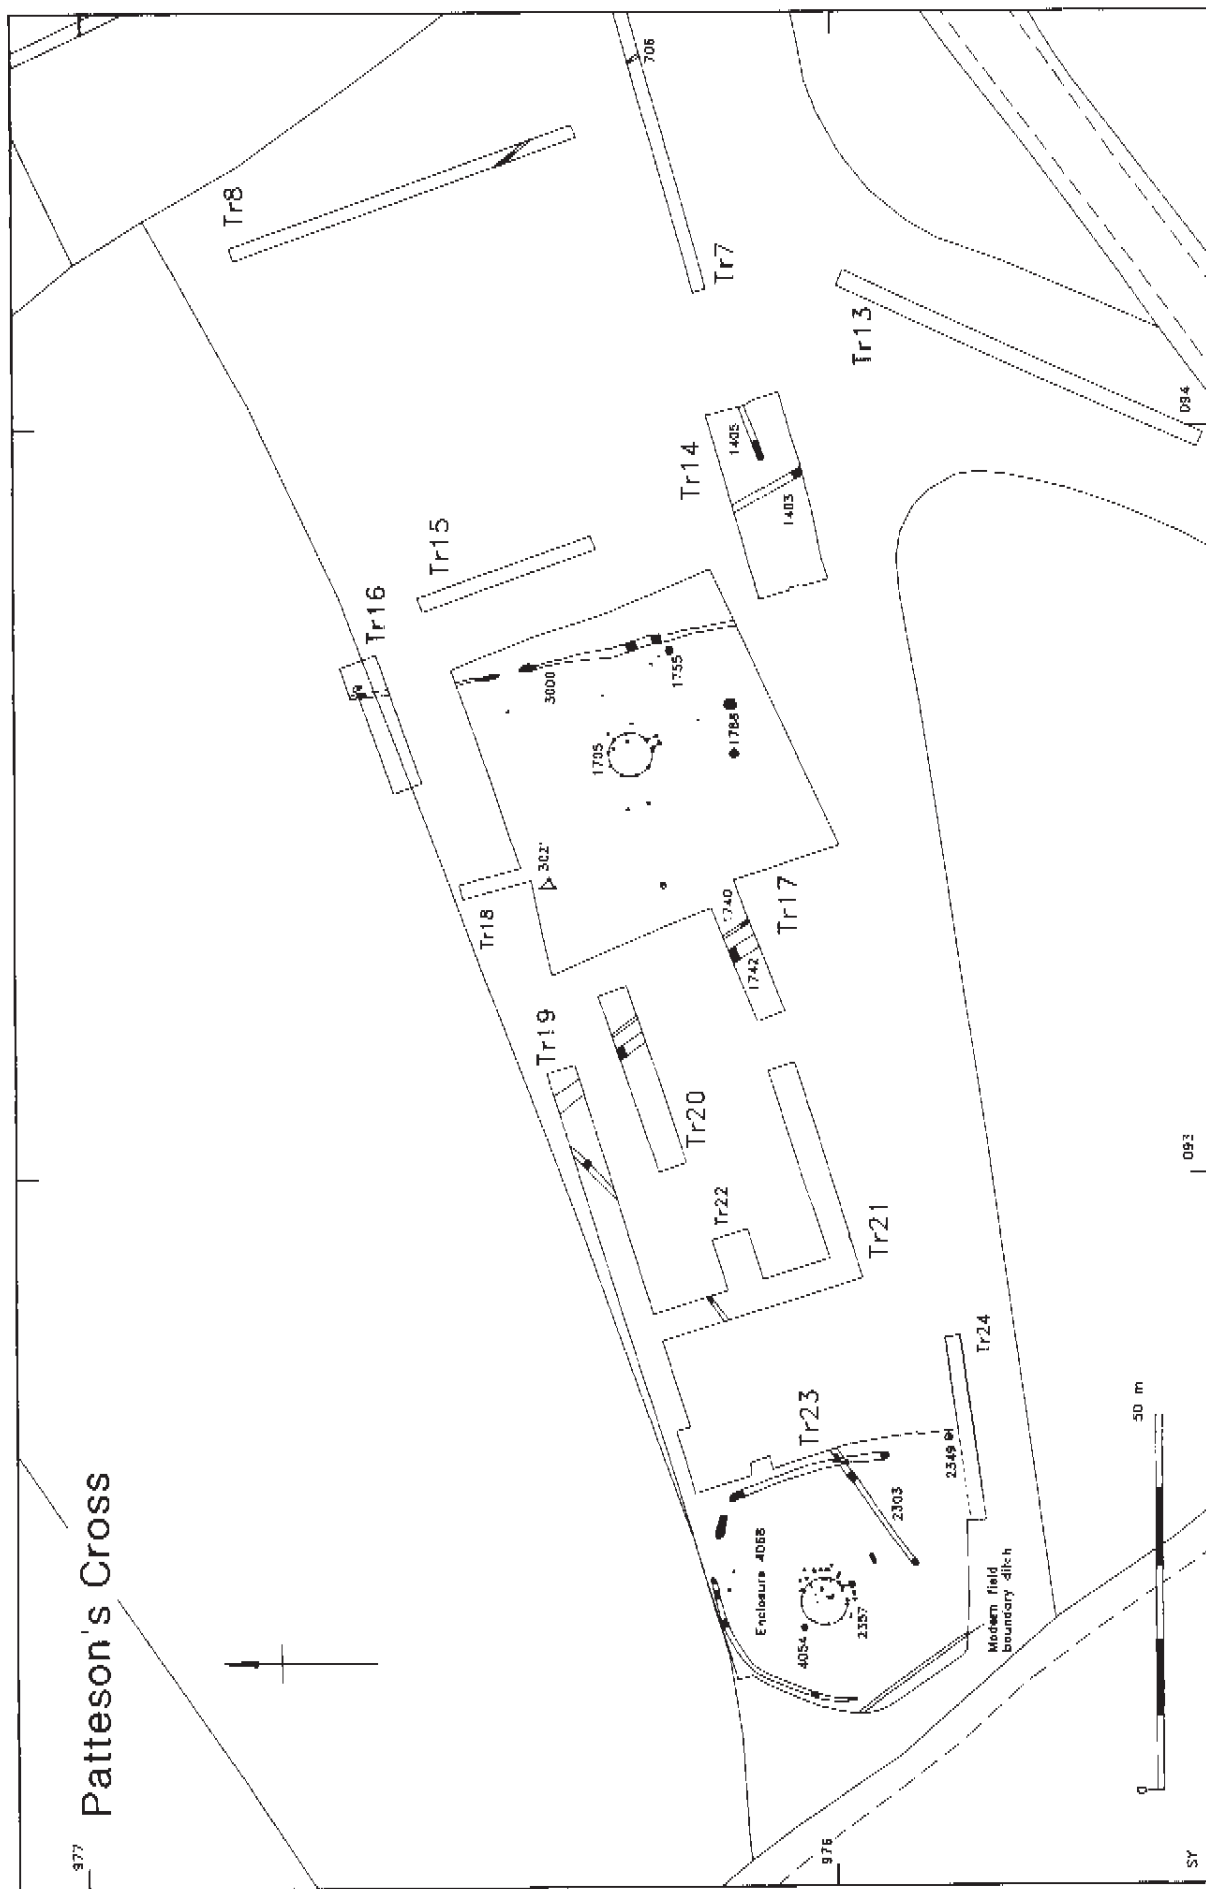 Patteson's Cross
977
976
SY
093
094
0
50 m
Tr8
706
Tr7
Tr13
Tr14
1405
1403
Tr15
Tr16
3000
1755
1705
1788
302
Tr18
1740
1742
Tr17
Tr19
Tr20
Tr22
Tr21
Tr24
Tr23
2349
2303
Enclosure 4068
4054
2357
Modern field
boundary ditch